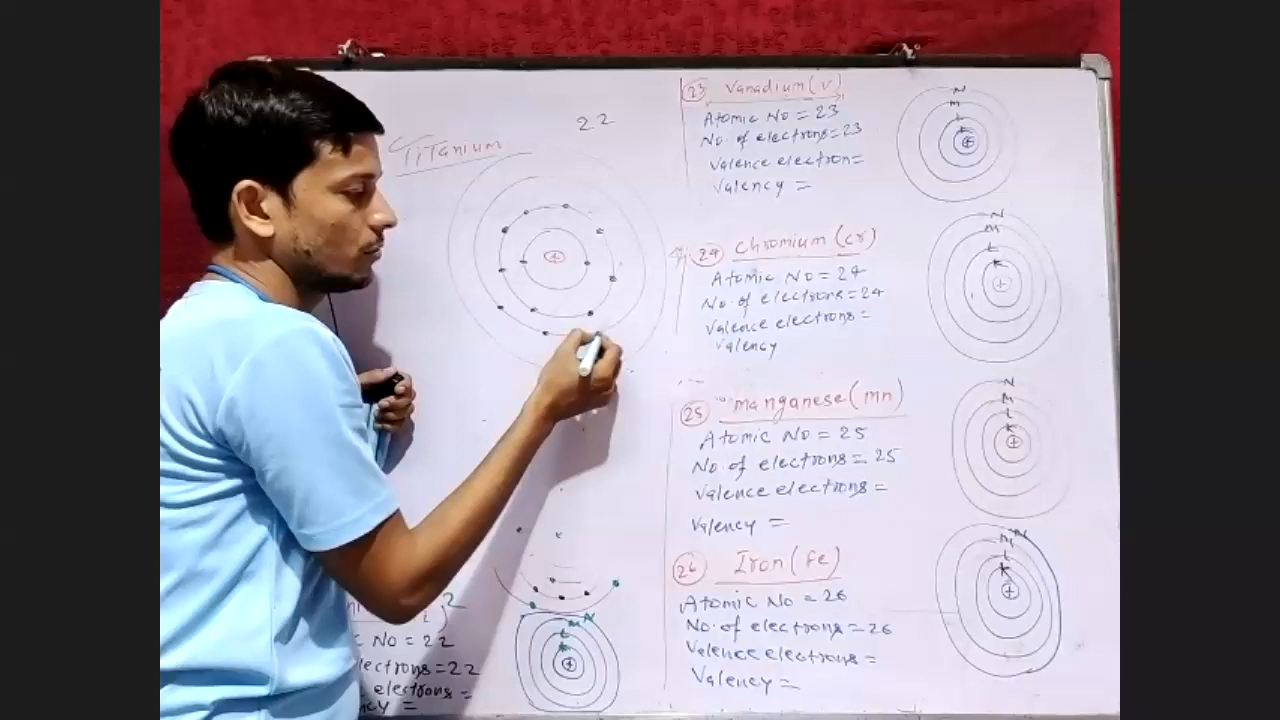 TiTanium
22
+
23 Vanadium(V)
Atomic No = 23
No. of electrons = 23
Valence electron =
Valency =
N
M
L
K
+
24 Chromium (Cr)
Atomic No = 24
No. of electrons = 24
Valence electrons =
Valency
N
M
L
K
+
25 manganese (mn)
Atomic No = 25
No. of electrons = 25
Valence electrons =
Valency =
N
M
L
K
+
26 Iron (Fe)
Atomic No = 26
No. of electrons = 26
Valence electrons =
Valency =
M N
L
K
+
No = 22
lectrons = 22
electrons =
ncy =
M N
L
K
+